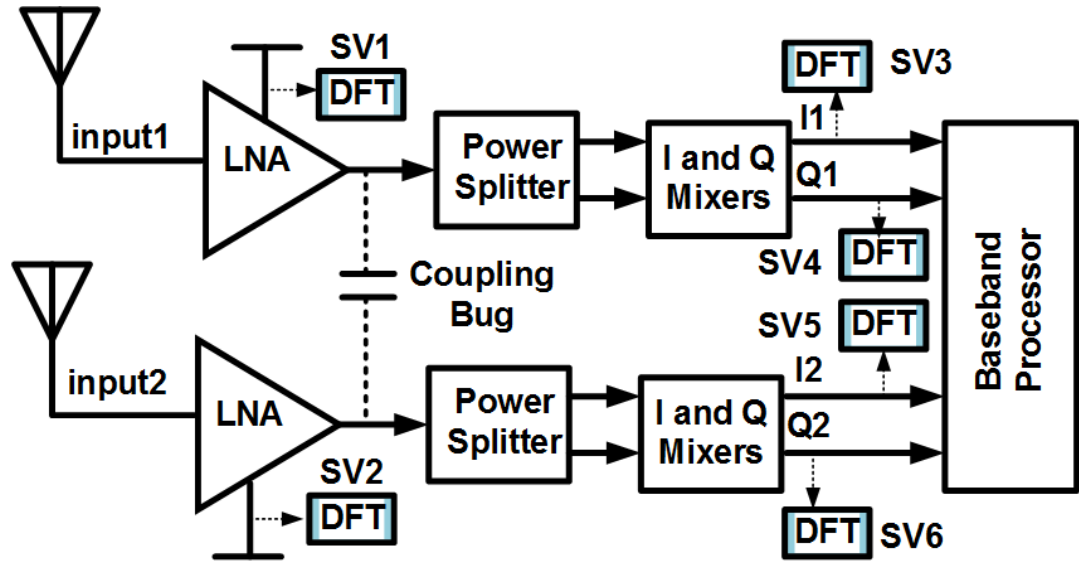 SV1
DFT
DFT
SV3
input1
LNA
Power
Splitter
I and Q
Mixers
I1
Q1
Coupling
Bug
SV4
DFT
SV5
DFT
Baseband
Processor
input2
LNA
Power
Splitter
I and Q
Mixers
I2
Q2
SV2
DFT
DFT
SV6